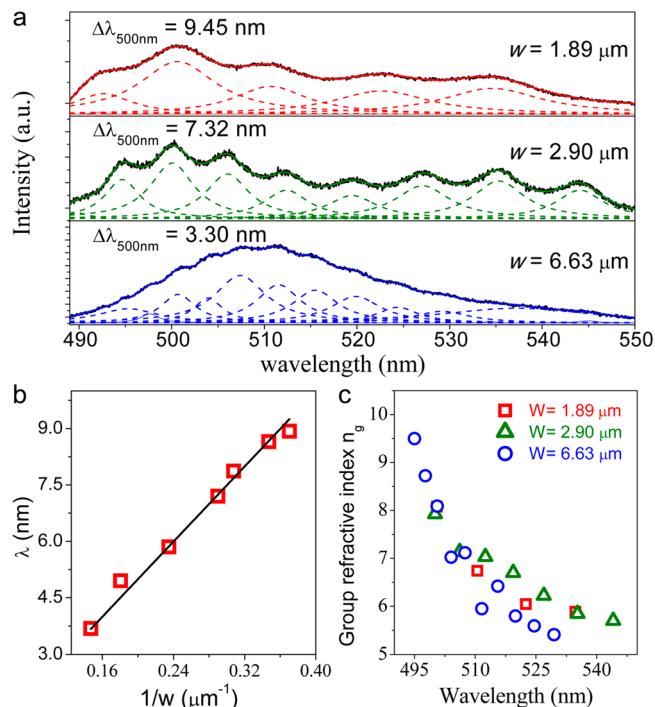 a
Δλ500nm = 9.45 nm
w = 1.89 μm
Δλ500nm = 7.32 nm
w = 2.90 μm
Δλ500nm = 3.30 nm
w = 6.63 μm
Intensity (a.u.)
490 500 510 520 530 540 550
wavelength (nm)
b
9.0
7.5
6.0
4.5
3.0
λ (nm)
0.16 0.24 0.32 0.40
1/w (μm-1)
c
W= 1.89 μm
W= 2.90 μm
W= 6.63 μm
10
9
8
7
6
5
Group refractive index ng
495 510 525 540
Wavelength (nm)